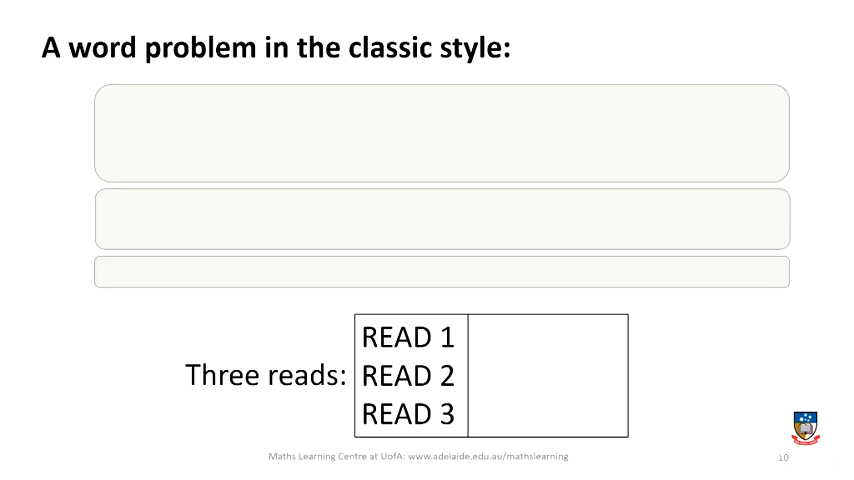 A word problem in the classic style:
READ 1
Three reads: READ 2
READ 3
Maths Learning Centre at UofA: www.adelaide.edu.au/mathslearning
10